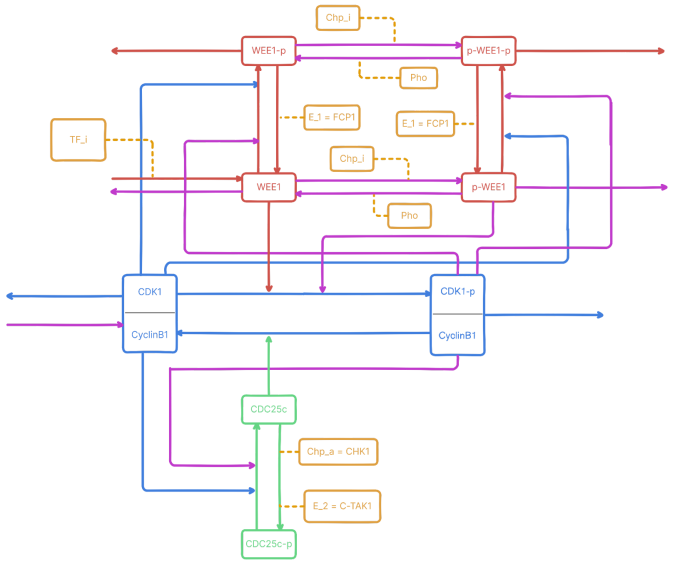 Chp_i
WEE1-p
p-WEE1-p
Pho
E_1 = FCP1
E_1 = FCP1
TF_i
Chp_i
WEE1
p-WEE1
Pho
CDK1
CyclinB1
CDK1-p
CyclinB1
CDC25c
Chp_a = CHK1
E_2 = C-TAK1
CDC25c-p